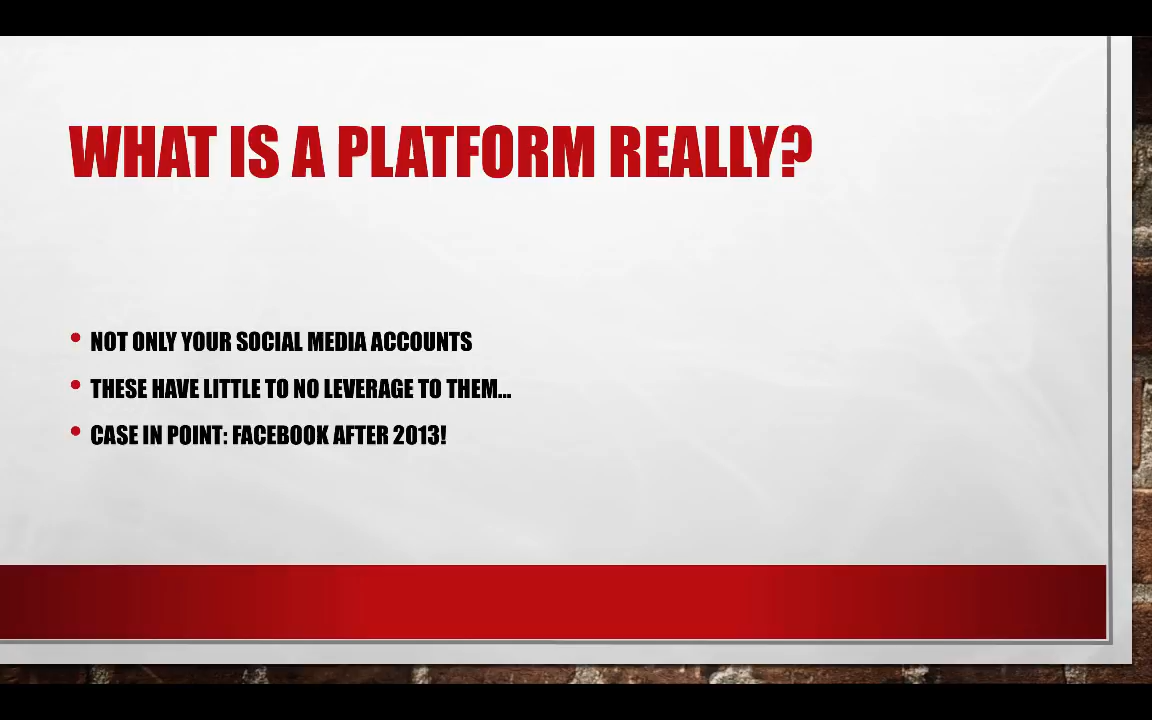 WHAT IS A PLATFORM REALLY?
• NOT ONLY YOUR SOCIAL MEDIA ACCOUNTS
• THESE HAVE LITTLE TO NO LEVERAGE TO THEM…
• CASE IN POINT: FACEBOOK AFTER 2013!